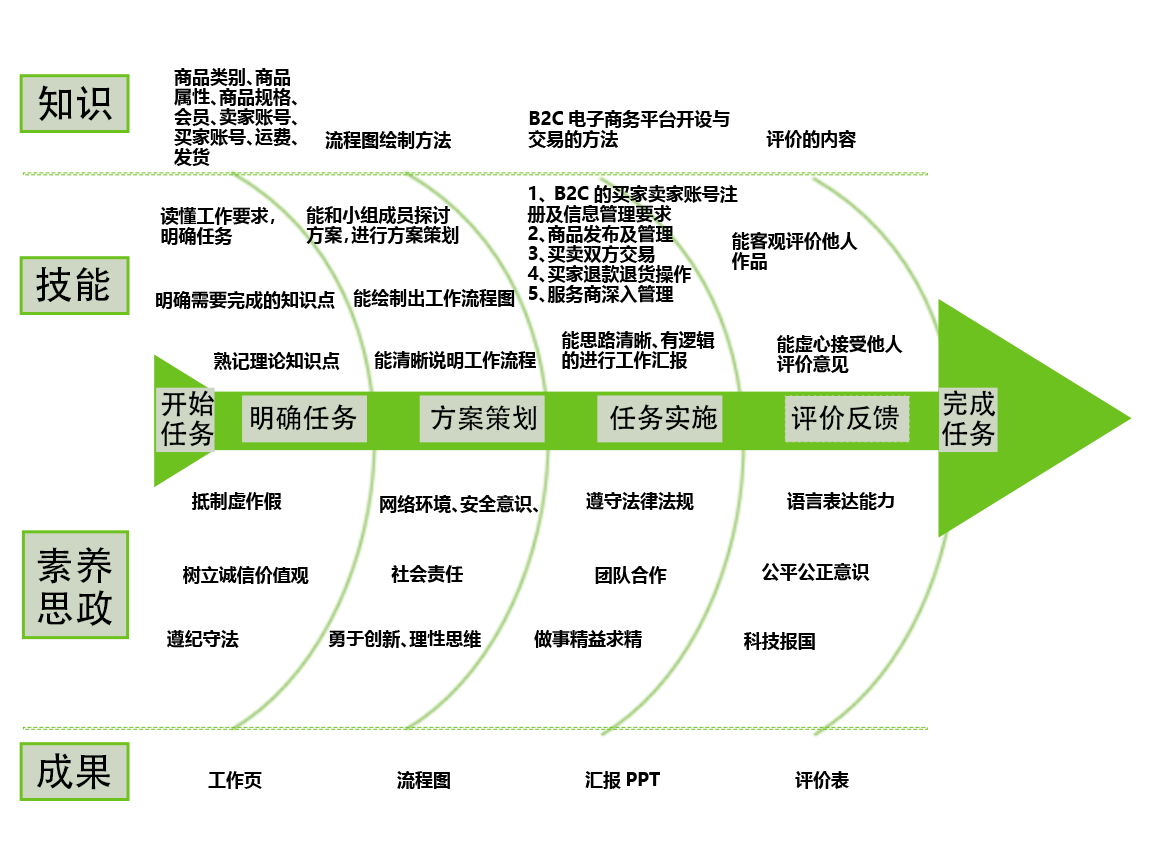 知识
商品类别、商品
属性、商品规格、
会员、卖家账号、
买家账号、运费、
发货
流程图绘制方法
B2C 电子商务平台开设与
交易的方法
评价的内容
技能
读懂工作要求，
明确任务
明确需要完成的知识点
熟记理论知识点
能和小组成员探讨
方案，进行方案策划
能绘制出工作流程图
能清晰说明工作流程
1、 B2C 的买家卖家账号注
册及信息管理要求
2、商品发布及管理
3、买卖双方交易
4、买家退款退货操作
5、服务商深入管理
能思路清晰、有逻辑
的进行工作汇报
能客观评价他人
作品
能虚心接受他人
评价意见
开始
任务
明确任务
方案策划
任务实施
评价反馈
完成
任务
素养
思政
抵制虚作假
树立诚信价值观
遵纪守法
网络环境、安全意识、
社会责任
勇于创新、理性思维
遵守法律法规
团队合作
做事精益求精
语言表达能力
公平公正意识
科技报国
成果
工作页
流程图
汇报 PPT
评价表